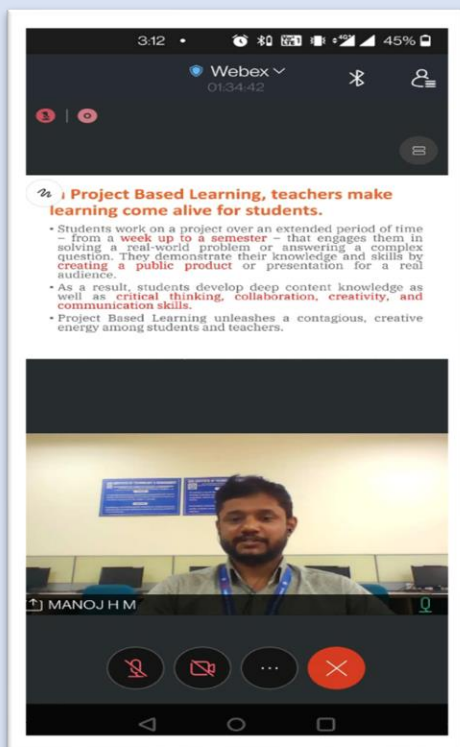 3:12
45%
Webex
01:34:42
Project Based Learning, teachers make
learning come alive for students.
• Students work on a project over an extended period of time
– from a week up to a semester – that engages them in
solving a real-world problem or answering a complex
question. They demonstrate their knowledge and skills by
creating a public product or presentation for a real
audience.
• As a result, students develop deep content knowledge as
well as critical thinking, collaboration, creativity, and
communication skills.
• Project Based Learning unleashes a contagious, creative
energy among students and teachers.
MANOJ H M